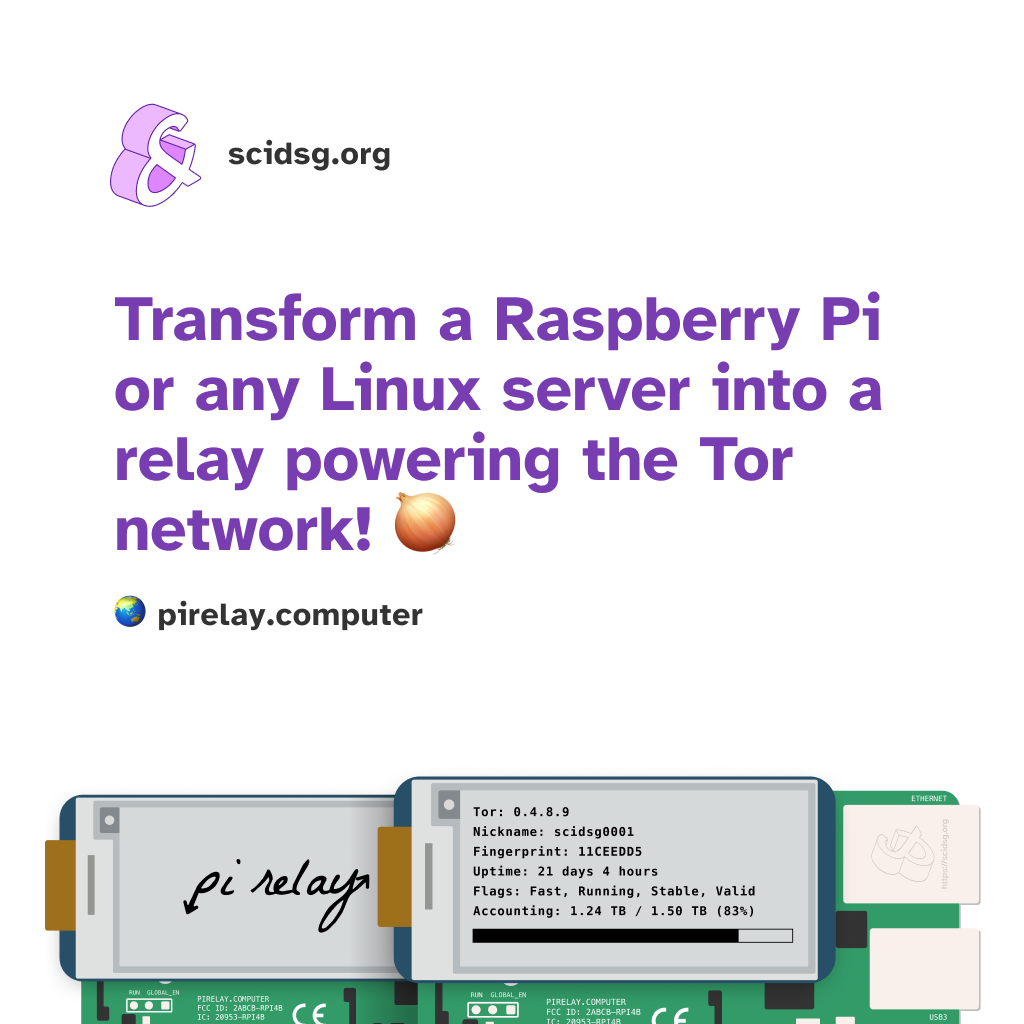 scidsg.org
Transform a Raspberry Pi
or any Linux server into a
relay powering the Tor
network!
pirelay.computer
pi relay
Tor: 0.4.8.9
Nickname: scidsg0001
Fingerprint: 11CEEDD5
Uptime: 21 days 4 hours
Flags: Fast, Running, Stable, Valid
Accounting: 1.24 TB / 1.50 TB (83%)
ETHERNET
https://scidsg.org
USB3
RUN GLOBAL_EN
PIRELAY.COMPUTER
FCC ID: 2ABCB-RPI4B
IC: 20953-RPI4B
CE
RUN GLOBAL_EN
PIRELAY.COMPUTER
FCC ID: 2ABCB-RPI4B
IC: 20953-RPI4B
CE